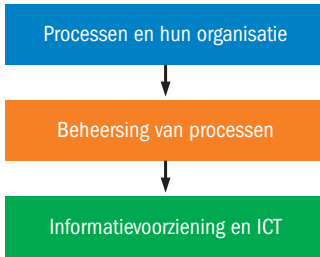 Processen en hun organisatie
Beheersing van processen
Informatievoorziening en ICT